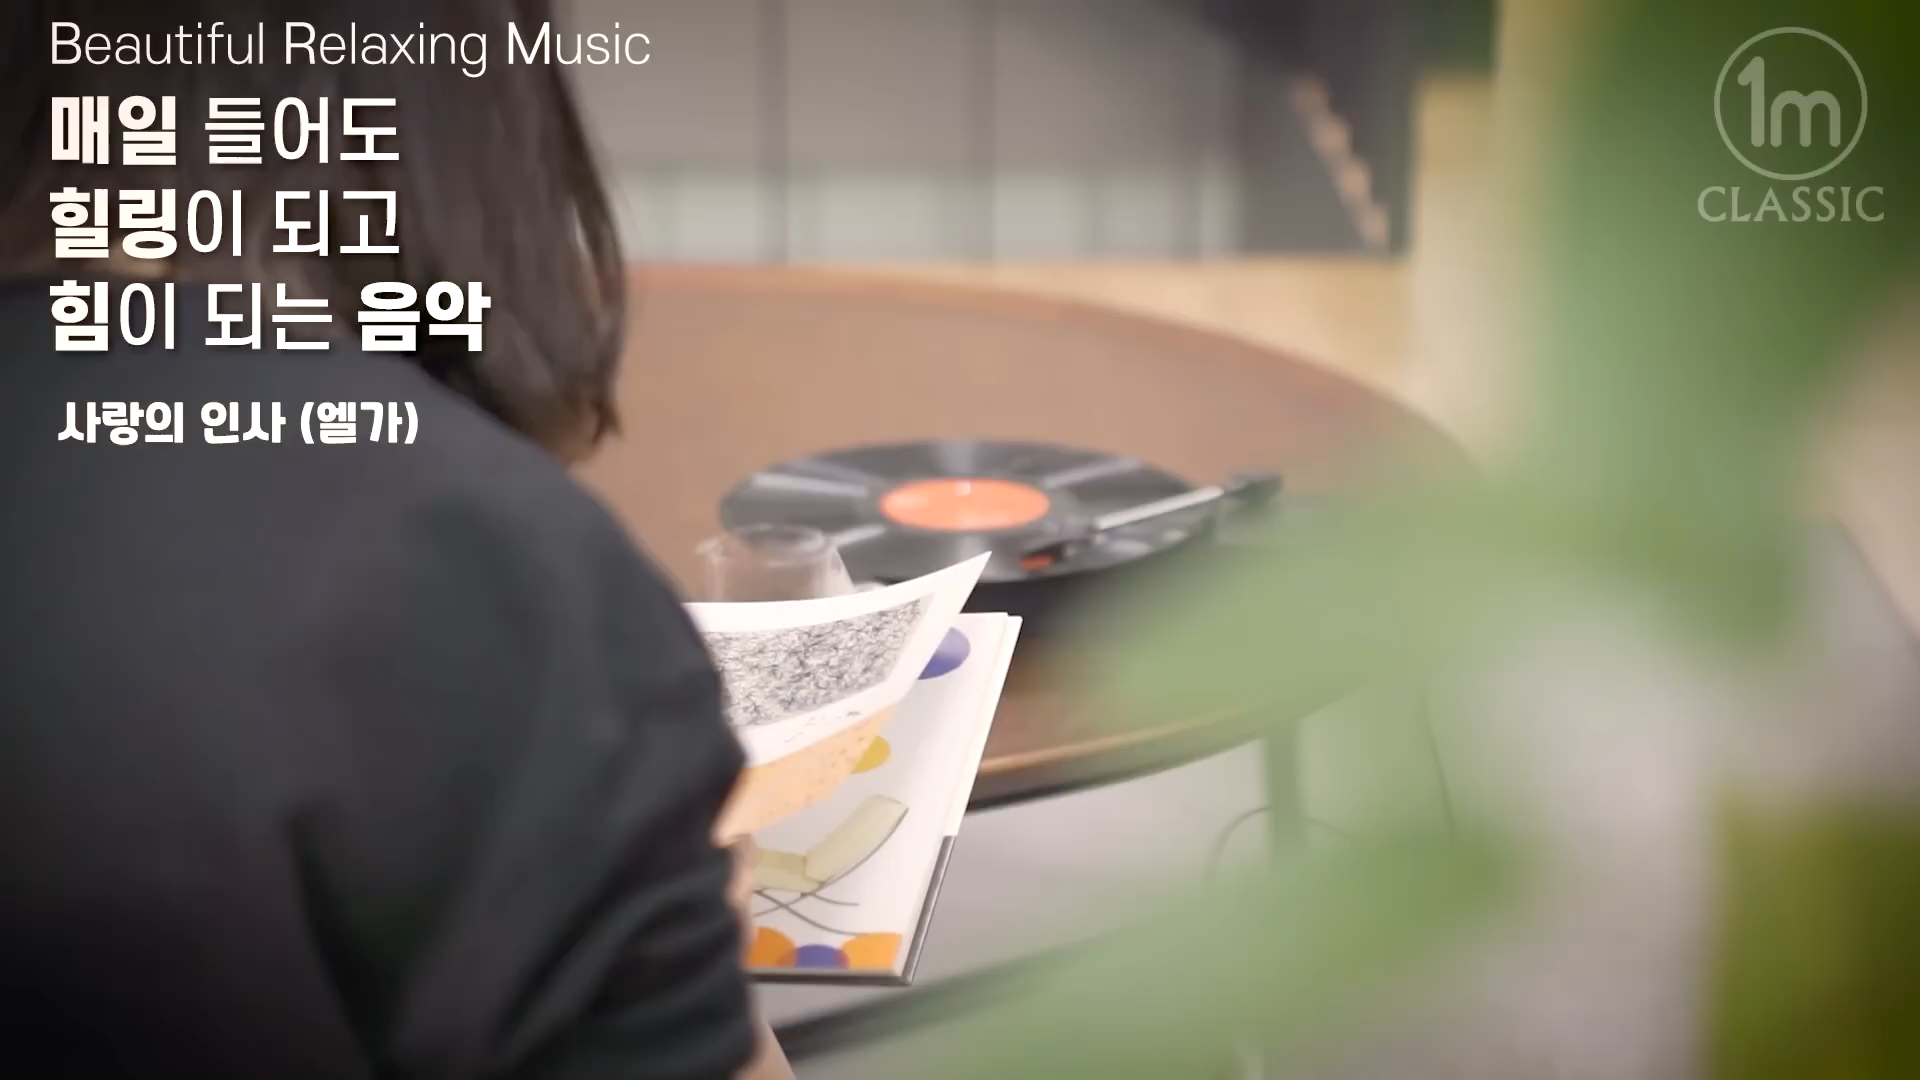 Beautiful Relaxing Music
매일 들어도
힐링이 되고
힘이 되는 음악
사랑의 인사 (엘가)
1m
CLASSIC